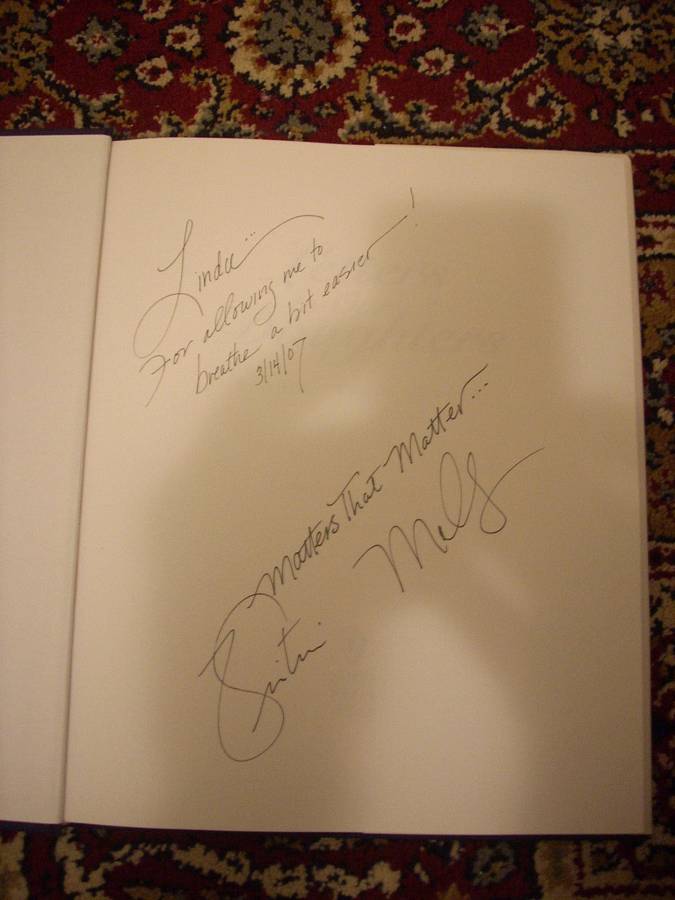 Linda...
For allowing me to
breathe a bit easier!
3/14/07
Matters That Matter...